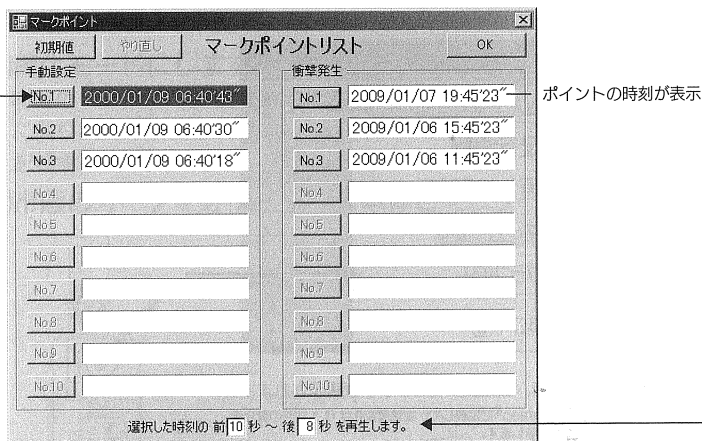 マークポイント
初期値 やり直し マークポイントリスト OK
手動設定
No.1 2000/01/09 06:40'43"
No.2 2000/01/09 06:40'30"
No.3 2000/01/09 06:40'18"
No.4
No.5
No.6
No.7
No.8
No.9
No.10
衝撃発生
No.1 2009/01/07 19:45'23"
No.2 2009/01/06 15:45'23"
No.3 2009/01/06 11:45'23"
No.4
No.5
No.6
No.7
No.8
No.9
No.10
ポイントの時刻が表示
選択した時刻の 前 10 秒 ～ 後 8 秒 を再生します。